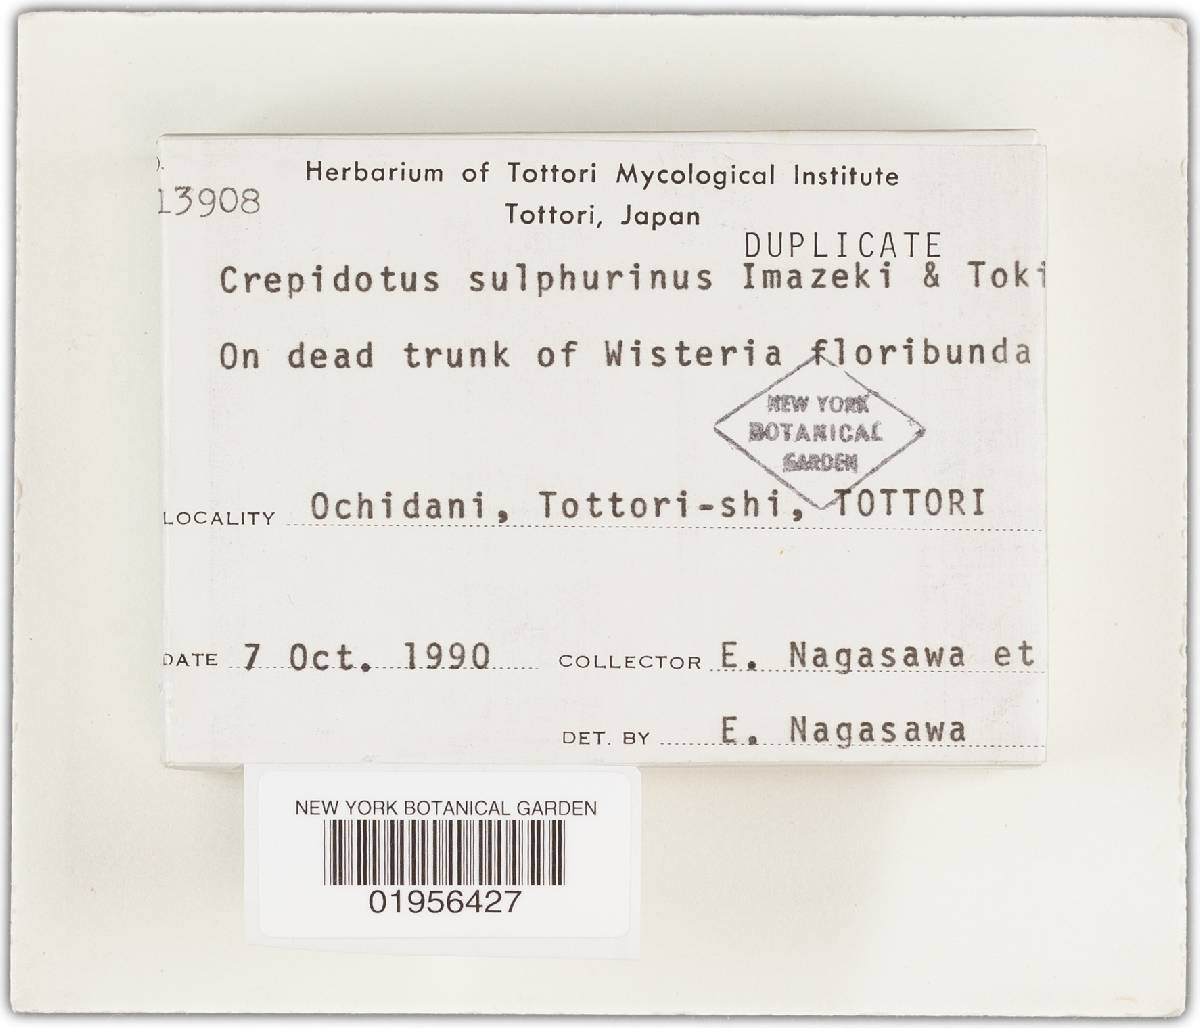 Herbarium of Tottori Mycological Institute
13908
Tottori, Japan
DUPLICATE
Crepidotus sulphurinus Imazeki & Toki
On dead trunk of Wisteria floribunda
NEW YORK
BOTANICAL
GARDEN
LOCALITY Ochidani, Tottori-shi, TOTTORI
DATE 7 Oct. 1990 COLLECTOR E. Nagasawa et
DET. BY E. Nagasawa
NEW YORK BOTANICAL GARDEN
01956427